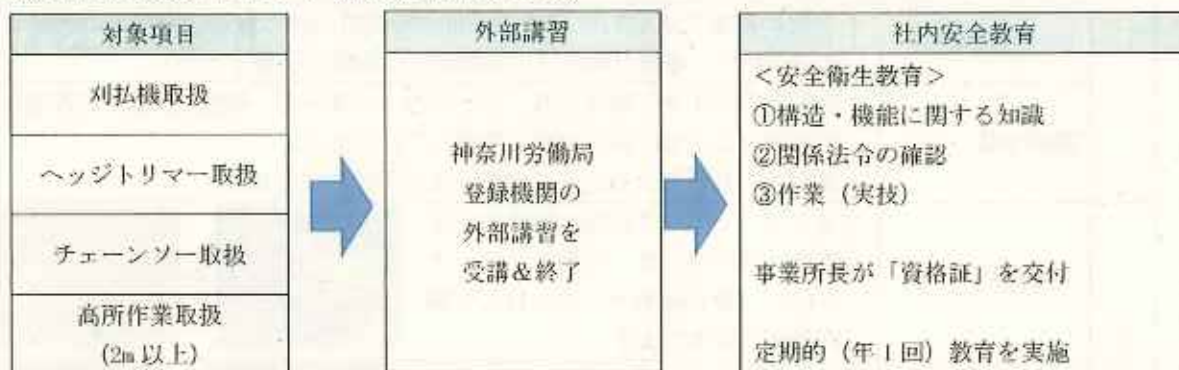 対象項目
刈払機取扱
ヘッジトリマー取扱
チェーンソー取扱
高所作業取扱
(2m 以上)
外部講習
神奈川労働局
登録機関の
外部講習を
受講&終了
社内安全教育
<安全衛生教育>
①構造・機能に関する知識
②関係法令の確認
③作業（実技）
事業所長が「資格証」を交付
定期的（年1回）教育を実施